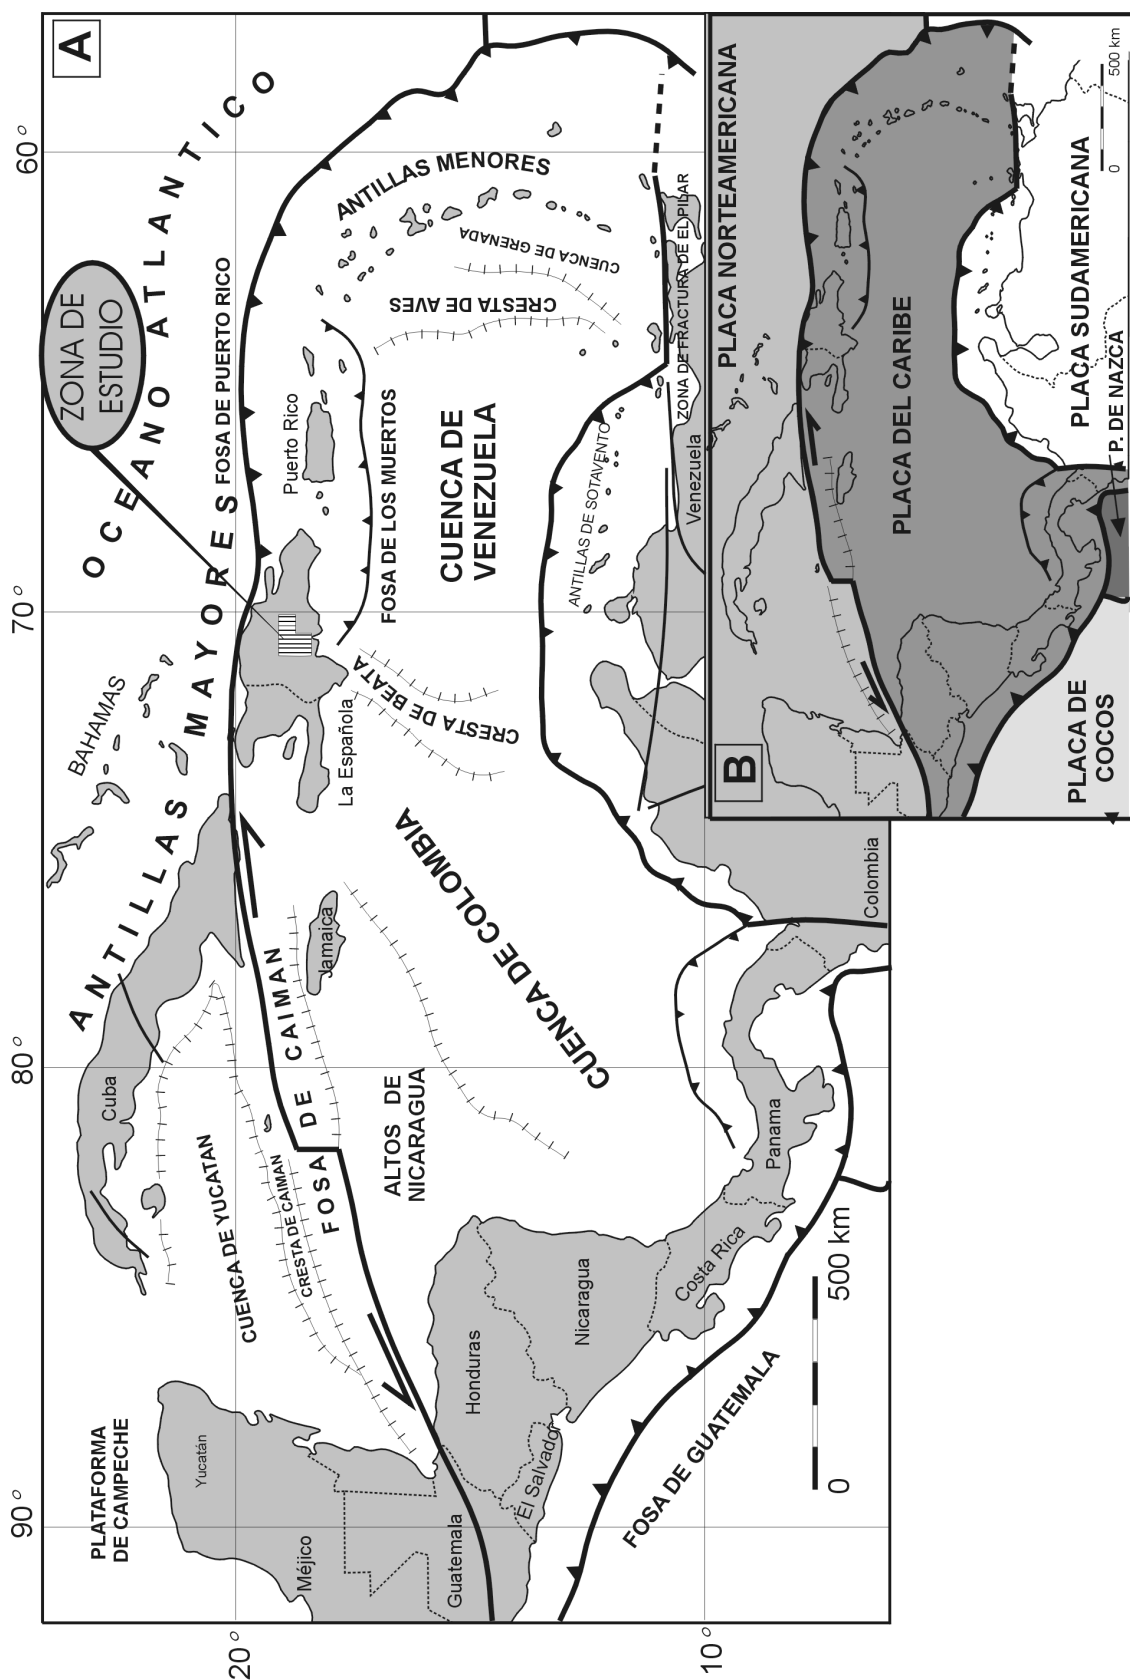 A
90°
80°
70°
60°
20°
10°
ZONA DE
ESTUDIO
OCEANO ATLANTICO
PLATAFORMA
DE CAMPECHE
BAHAMAS
ANTILLAS MAYORES
FOSA DE PUERTO RICO
Cuba
Yucatán
Méjico
CUENCA DE YUCATAN
CRESTA DE CAIMAN
FOSA DE CAIMAN
Jamaica
La Española
Puerto Rico
ANTILLAS MENORES
FOSA DE LOS MUERTOS
CRESTA DE BEATA
CRESTA DE AVES
CUENCA DE GRENADA
ALTOS DE
NICARAGUA
CUENCA DE COLOMBIA
CUENCA DE
VENEZUELA
Guatemala
Honduras
El Salvador
Nicaragua
Costa Rica
Panama
Colombia
Venezuela
ANTILLAS DE SOTAVENTO
ZONA DE FRACTURA DE EL PILAR
FOSA DE GUATEMALA
0
500 km
B
PLACA NORTEAMERICANA
PLACA DEL CARIBE
PLACA SUDAMERICANA
P. DE NAZCA
PLACA DE
COCOS
0
500 km